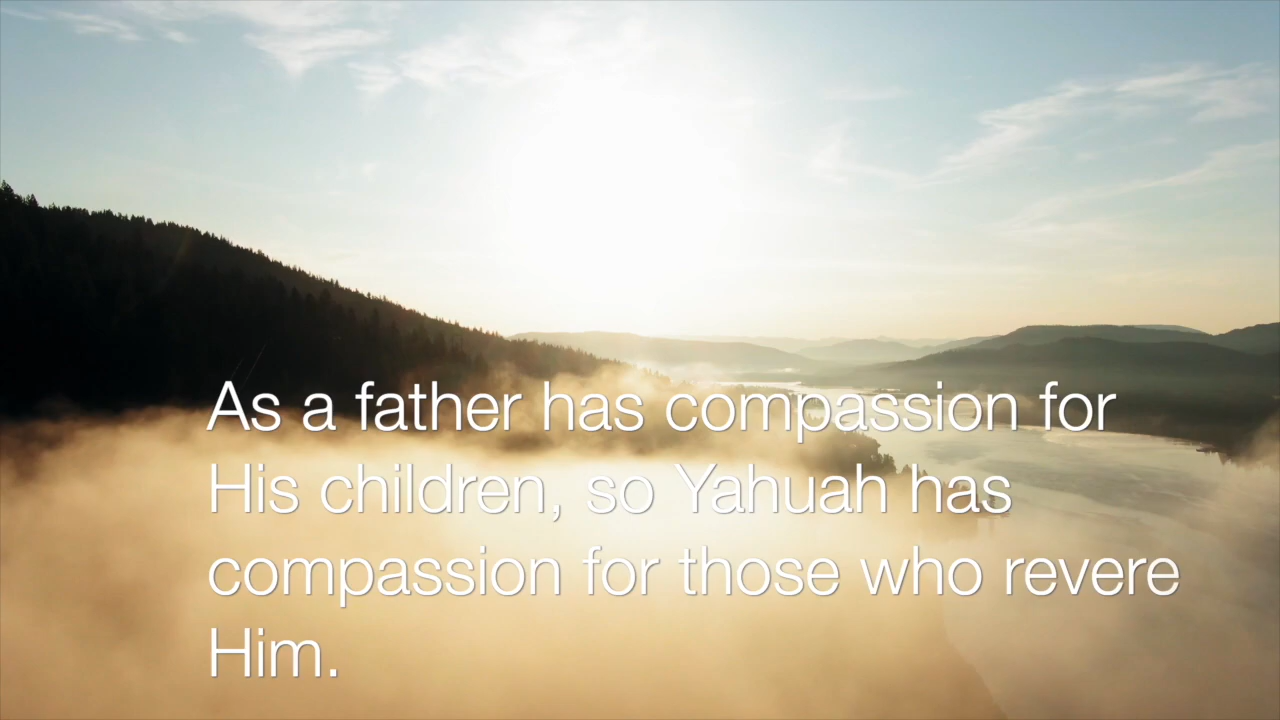 As a father has compassion for
His children, so Yahuah has
compassion for those who revere
Him.